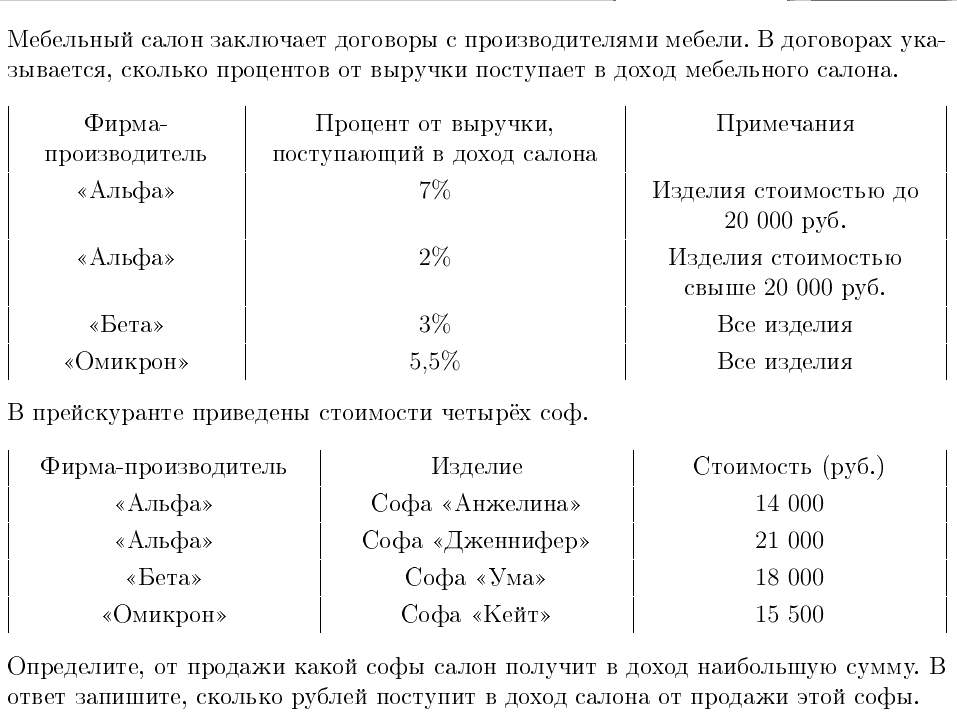 Мебельный салон заключает договоры с производителями мебели. В договорах ука-
зывается, сколько процентов от выручки поступает в доход мебельного салона.
Фирма-
производитель
Процент от выручки,
поступающий в доход салона
Примечания
«Альфа»
7%
Изделия стоимостью до
20 000 руб.
«Альфа»
2%
Изделия стоимостью
свыше 20 000 руб.
«Бета»
3%
Все изделия
«Омикрон»
5,5%
Все изделия
В прейскуранте приведены стоимости четырёх соф.
Фирма-производитель
Изделие
Стоимость (руб.)
«Альфа»
Софа «Анжелина»
14 000
«Альфа»
Софа «Дженнифер»
21 000
«Бета»
Софа «Ума»
18 000
«Омикрон»
Софа «Кейт»
15 500
Определите, от продажи какой софы салон получит в доход наибольшую сумму. В
ответ запишите, сколько рублей поступит в доход салона от продажи этой софы.